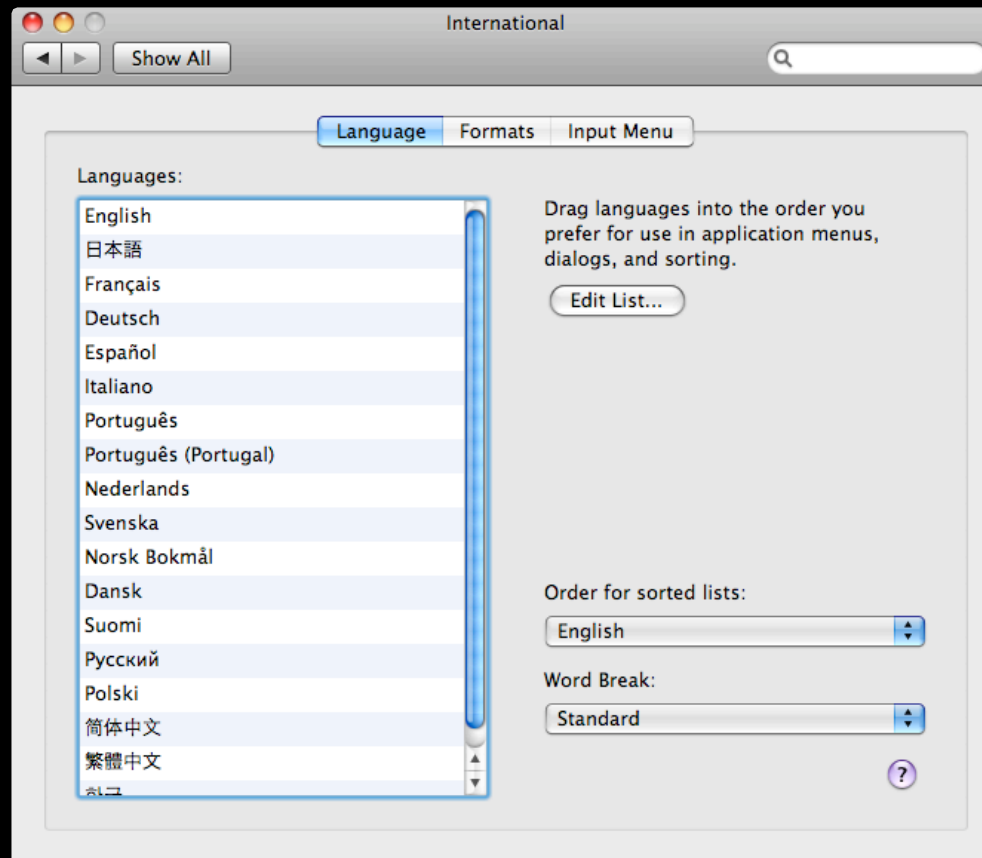 International
Show All
Language
Formats
Input Menu
Languages:
English
日本語
Français
Deutsch
Español
Italiano
Português
Português (Portugal)
Nederlands
Svenska
Norsk Bokmål
Dansk
Suomi
Русский
Polski
简体中文
繁體中文
Drag languages into the order you
prefer for use in application menus,
dialogs, and sorting.
Edit List...
Order for sorted lists:
English
Word Break:
Standard
?